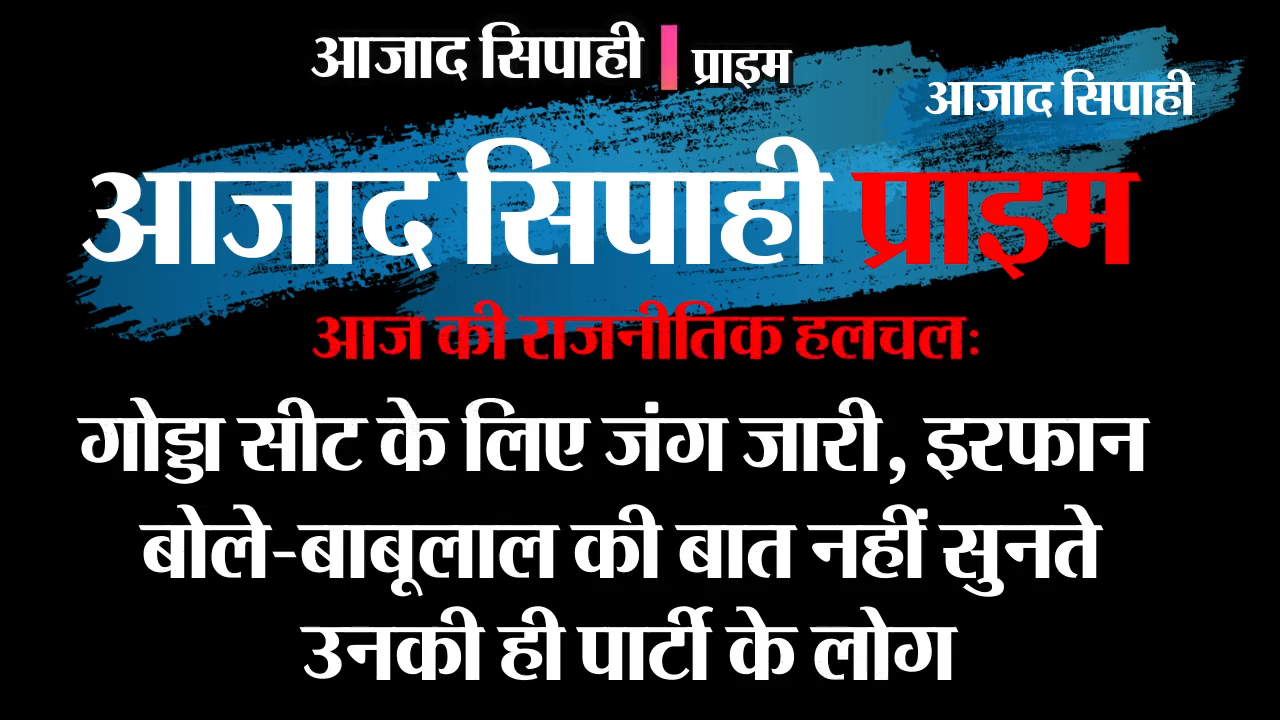 आजाद सिपाही | प्राइम
आजाद सिपाही
आजाद सिपाही प्राइम
आज की राजनीतिक हलचल:
गोड्डा सीट के लिए जंग जारी, इरफान
बोले-बाबूलाल की बात नहीं सुनते
उनकी ही पार्टी के लोग